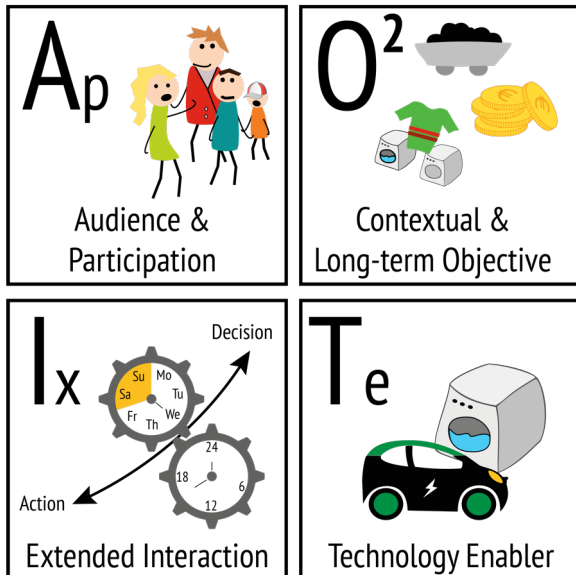 Ap
Audience &
Participation
O²
€
€
Contextual &
Long-term Objective
Ix
Decision
Su
Mo
Sa
Tu
Fr
We
Th
24
18
6
12
Action
Extended Interaction
Te
Technology Enabler